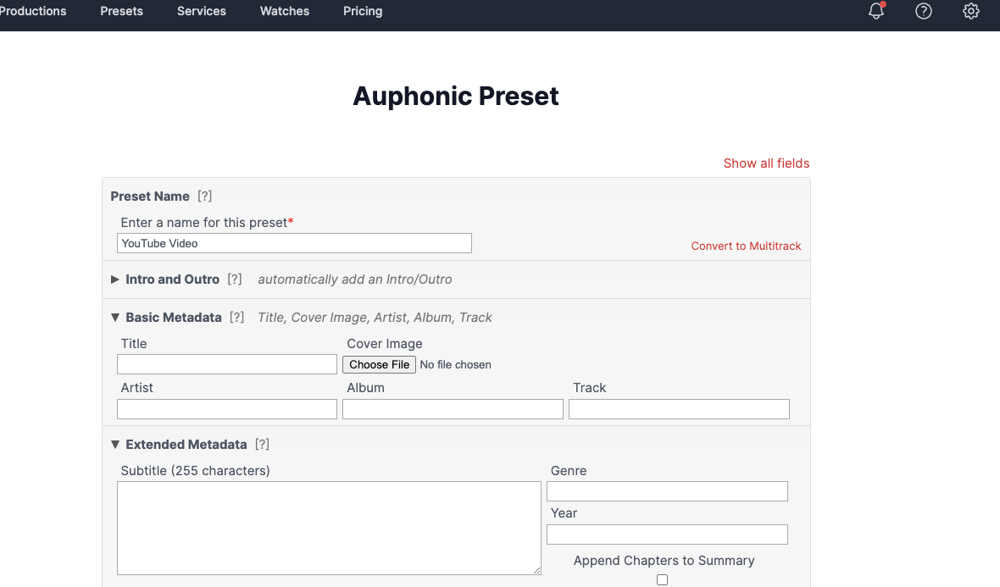 Productions Presets Services Watches Pricing
Auphonic Preset
Show all fields
Preset Name [?]
Enter a name for this preset*
YouTube Video
Convert to Multitrack
▶ Intro and Outro [?] automatically add an Intro/Outro
▼ Basic Metadata [?] Title, Cover Image, Artist, Album, Track
Title Cover Image
Choose File No file chosen
Artist Album Track
▼ Extended Metadata [?]
Subtitle (255 characters) Genre
Year
Append Chapters to Summary